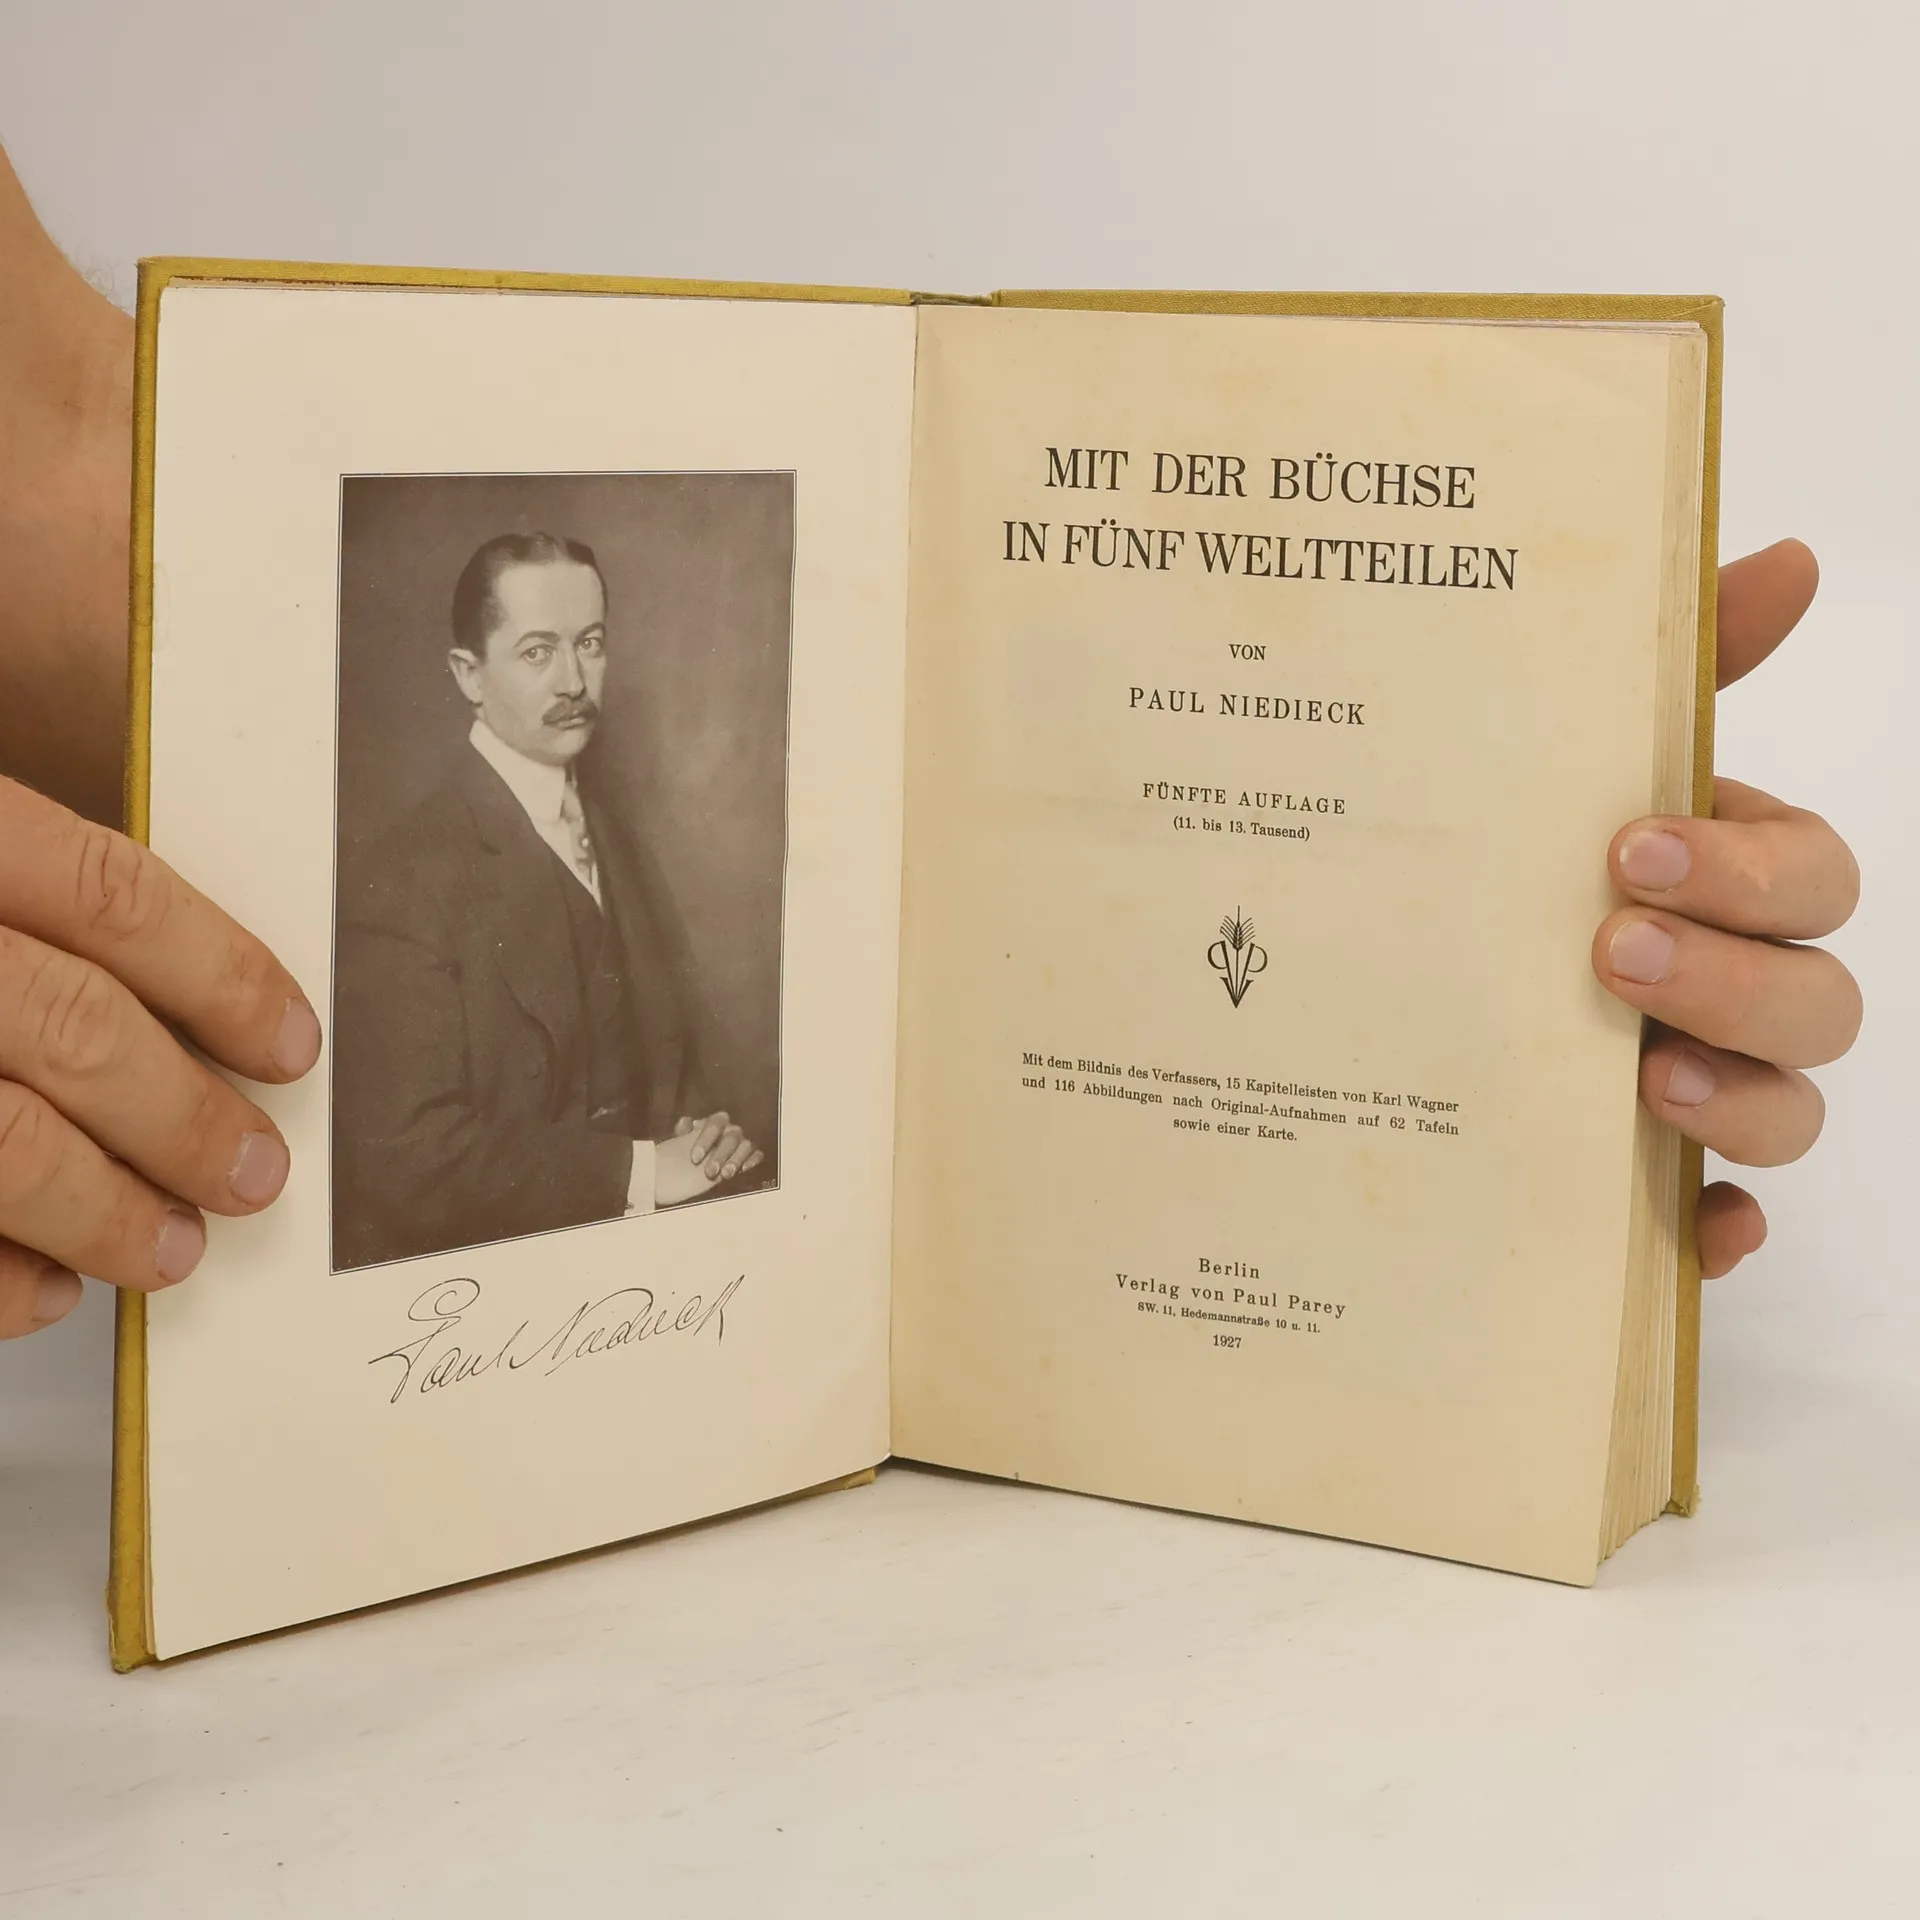 Paul Niedieck
MIT DER BÜCHSE
IN FÜNF WELTTEILEN
VON
PAUL NIEDIECK
FÜNFTE AUFLAGE
(11. bis 13. Tausend)
Mit dem Bildnis des Verfassers, 15 Kapitelleisten von Karl Wagner
und 116 Abbildungen nach Original-Aufnahmen auf 62 Tafeln
sowie einer Karte.
Berlin
Verlag von Paul Parey
SW. 11, Hedemannstraße 10 u. 11.
1927